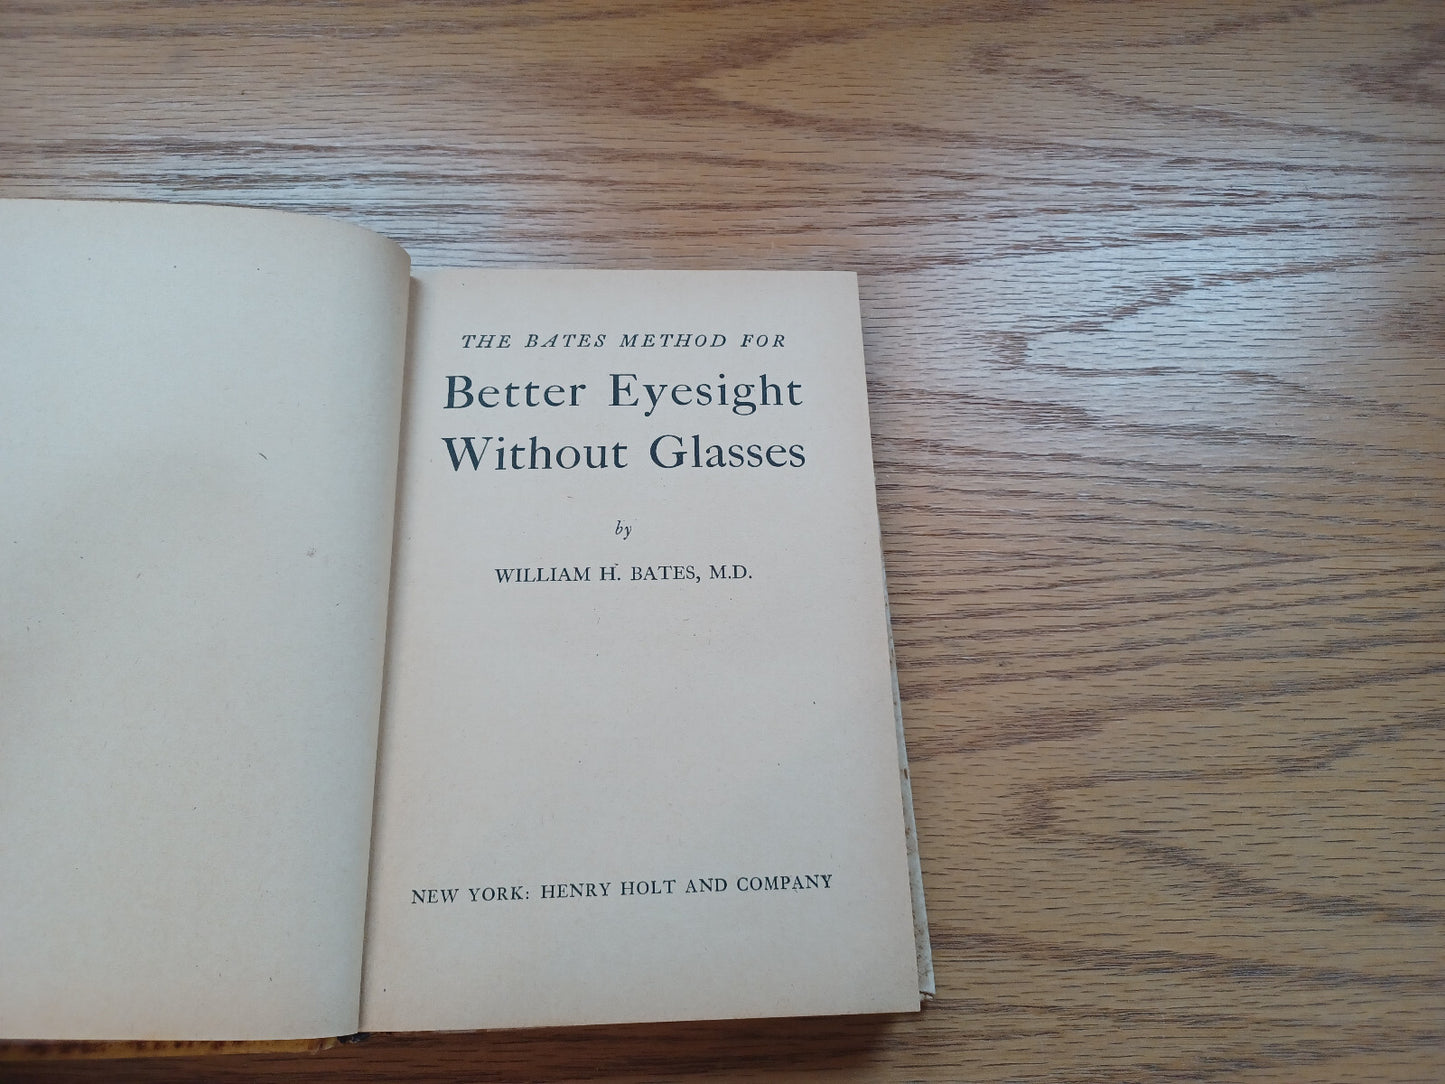 THE BATES METHOD FOR
Better Eyesight
Without Glasses
by
WILLIAM H. BATES, M.D.
NEW YORK: HENRY HOLT AND COMPANY